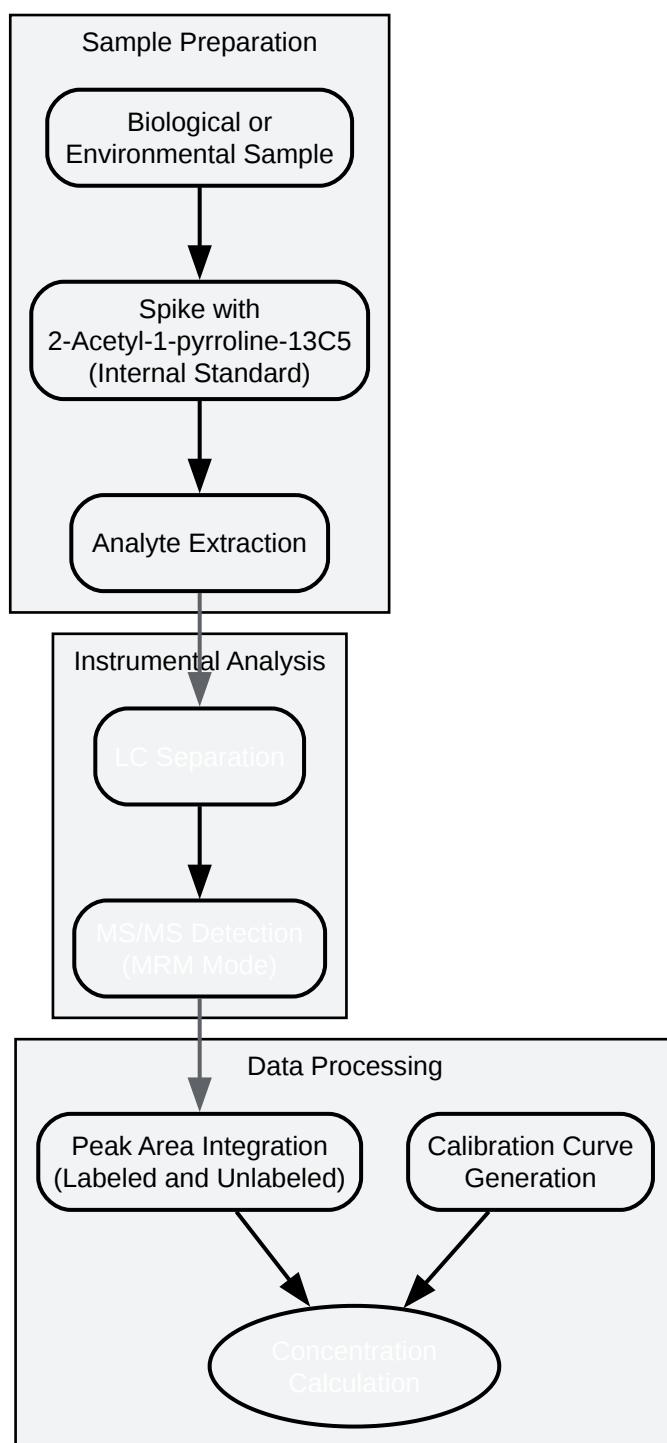 Sample Preparation
Biological or
Environmental Sample
Spike with
2-Acetyl-1-pyrroline-13C5
(Internal Standard)
Analyte Extraction
Instrumental Analysis
LC Separation
MS/MS Detection
(MRM Mode)
Data Processing
Peak Area Integration
(Labeled and Unlabeled)
Calibration Curve
Generation
Concentration
Calculation